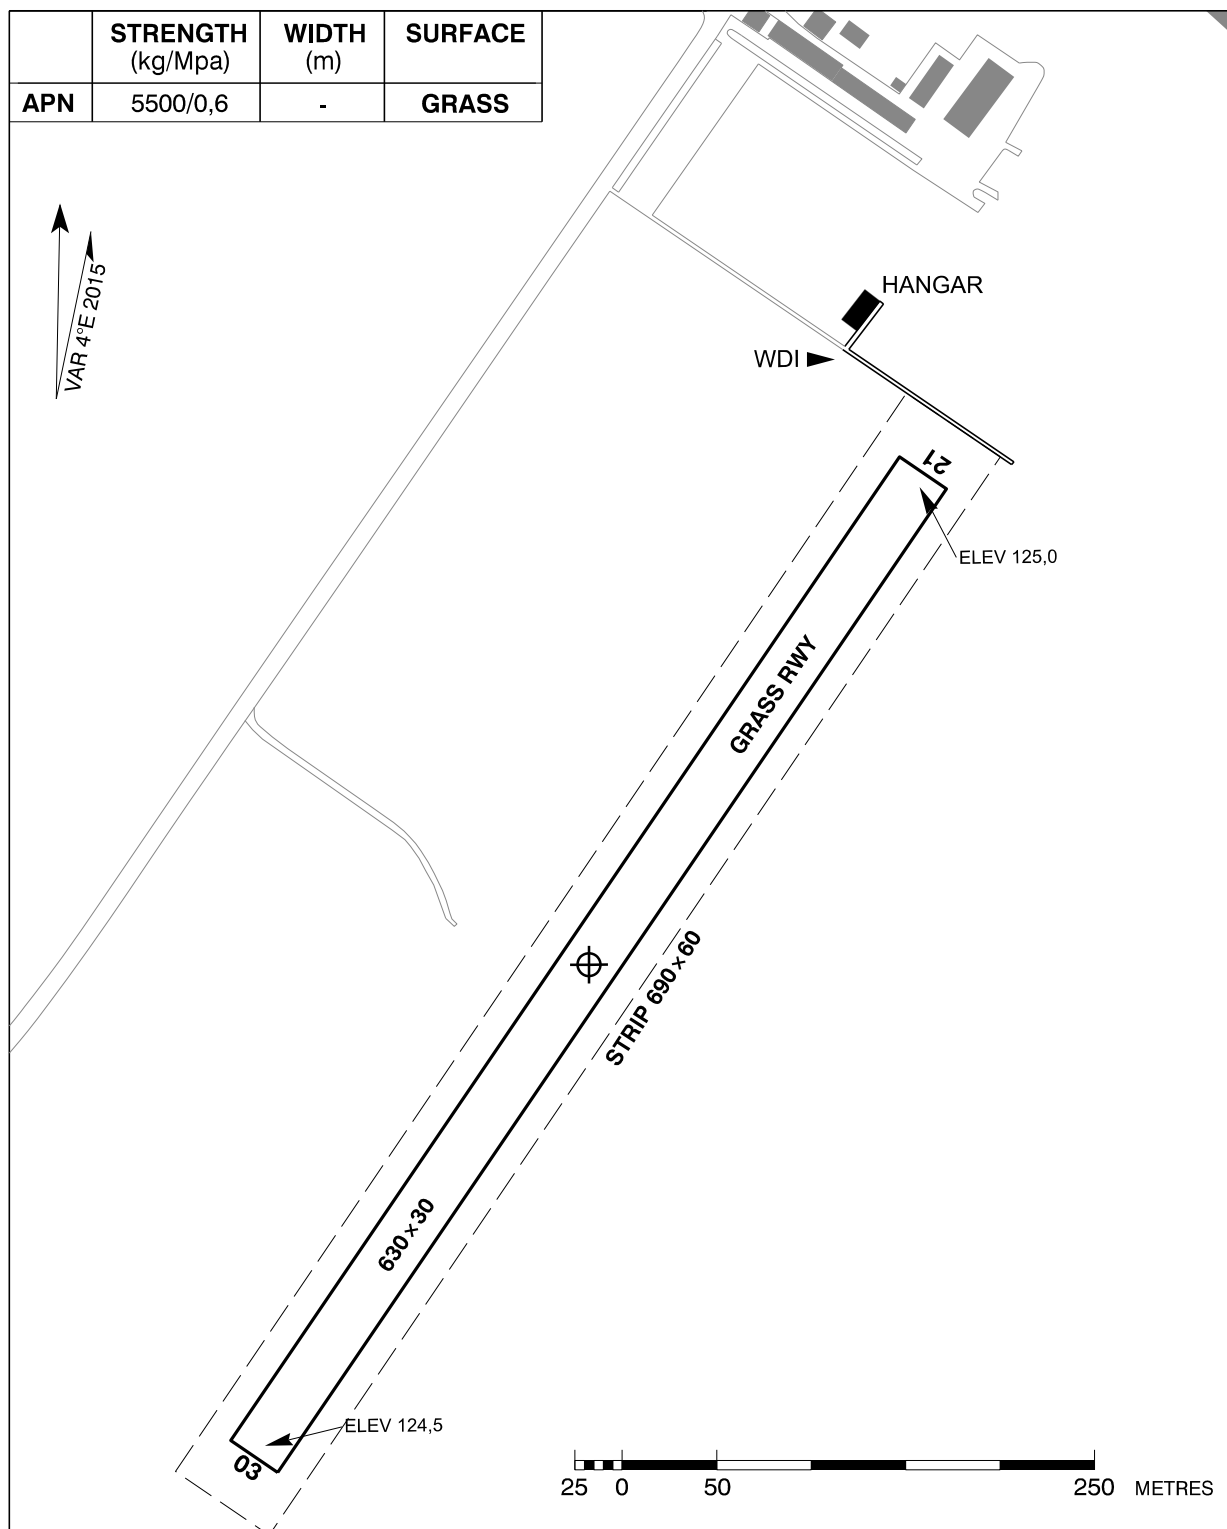 STRENGTH WIDTH SURFACE
(kg/Mpa) (m)
APN 5500/0,6 - GRASS
VAR 4°E 2015
HANGAR
WDI
21
ELEV 125,0
GRASS RWY
STRIP 690×60
630×30
ELEV 124,5
03
25 0 50 250 METRES